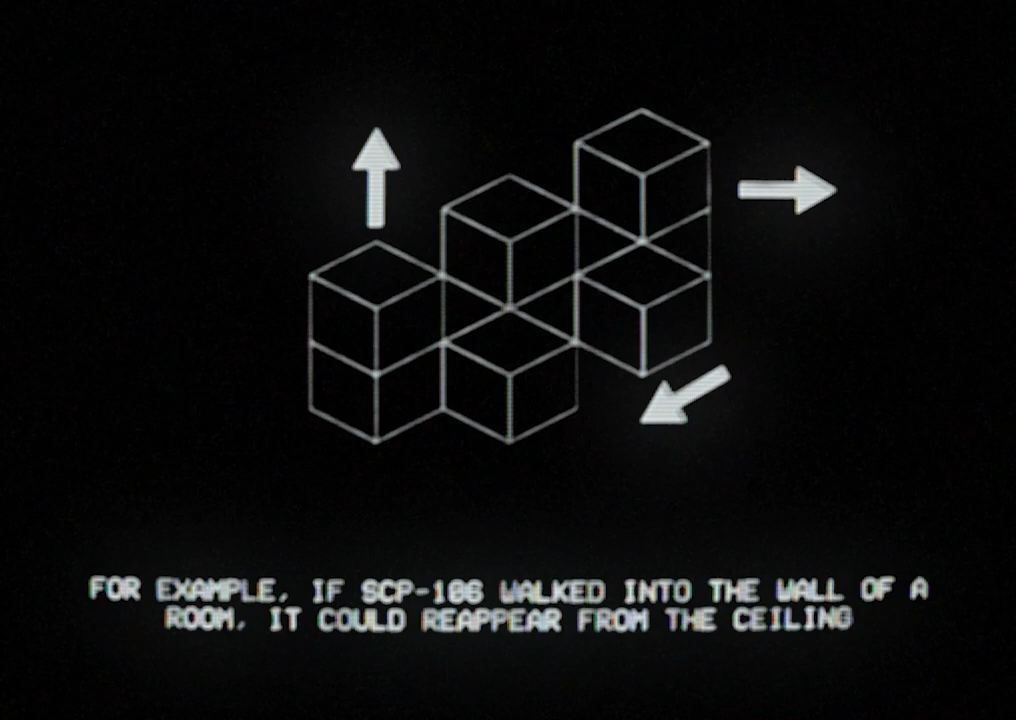 FOR EXAMPLE, IF SCP-106 WALKED INTO THE WALL OF A
ROOM, IT COULD REAPPEAR FROM THE CEILING